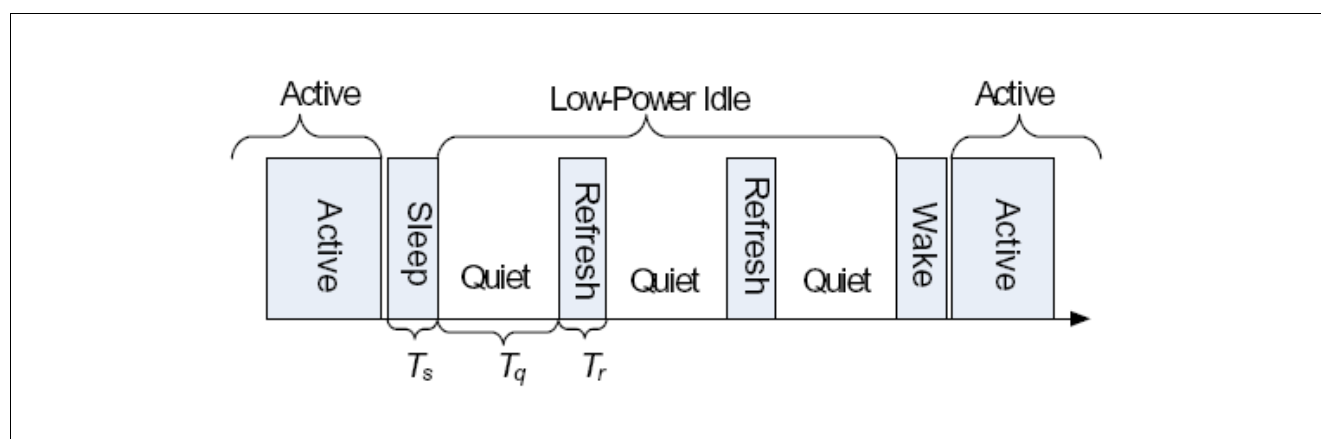 Active
Low-Power Idle
Active
Active
Sleep
Quiet
Refresh
Quiet
Refresh
Quiet
Wake
Active
Ts
Tq
Tr